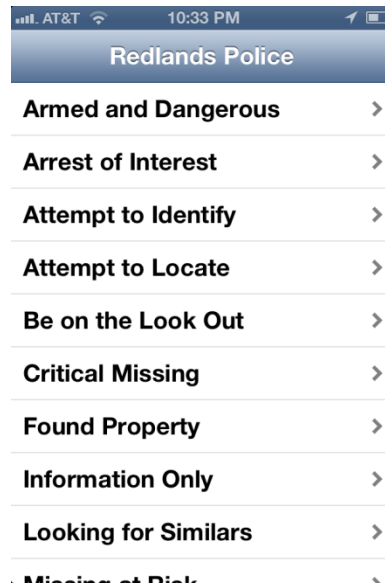 AT&T 10:33 PM
Redlands Police
Armed and Dangerous
Arrest of Interest
Attempt to Identify
Attempt to Locate
Be on the Look Out
Critical Missing
Found Property
Information Only
Looking for Similars
Missing at Risk